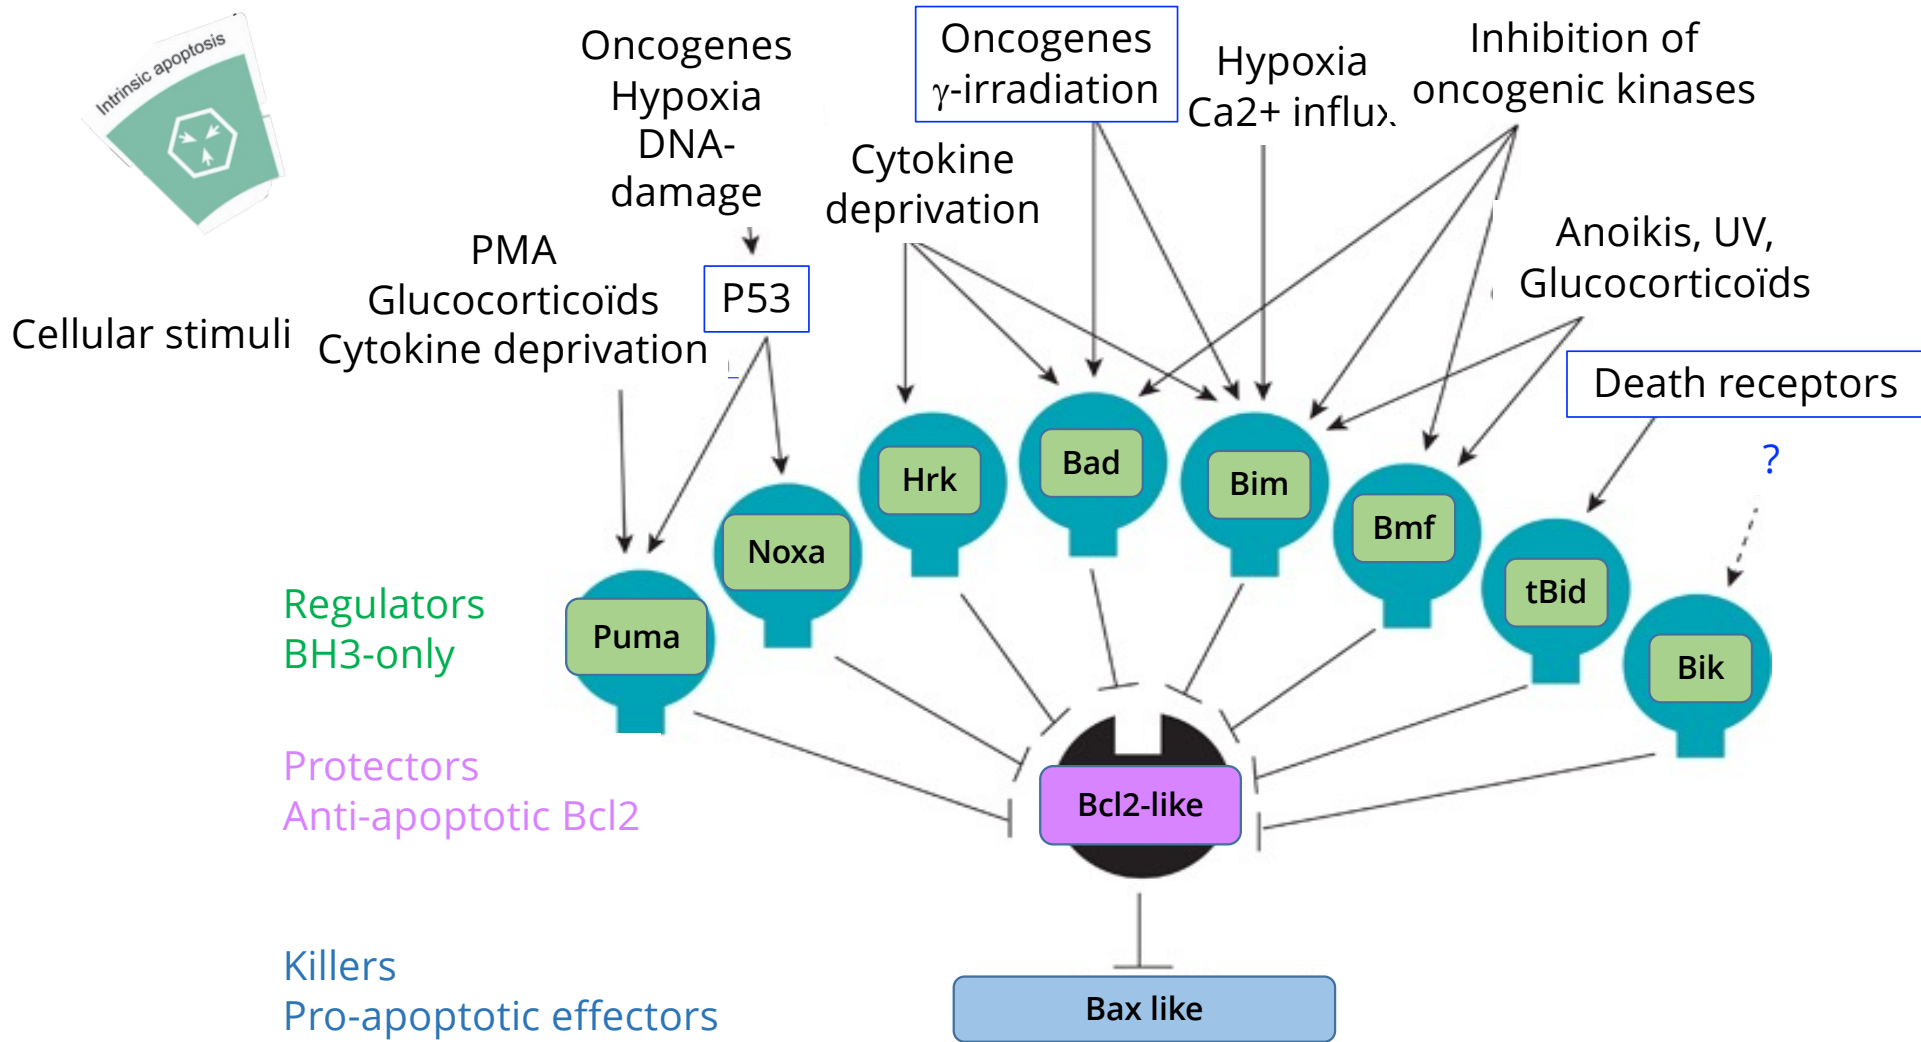 Intrinsic apoptosis
Oncogenes
Hypoxia
DNA-
damage
Oncogenes
γ-irradiation
Hypoxia
Ca2+ influx
Inhibition of
oncogenic kinases
Cytokine
deprivation
PMA
Glucocorticoïds
Cytokine deprivation
P53
Anoikis, UV,
Glucocorticoïds
Cellular stimuli
Death receptors
?
Hrk
Bad
Bim
Bmf
Noxa
tBid
Puma
Bik
Regulators
BH3-only
Protectors
Anti-apoptotic Bcl2
Bcl2-like
Killers
Pro-apoptotic effectors
Bax like